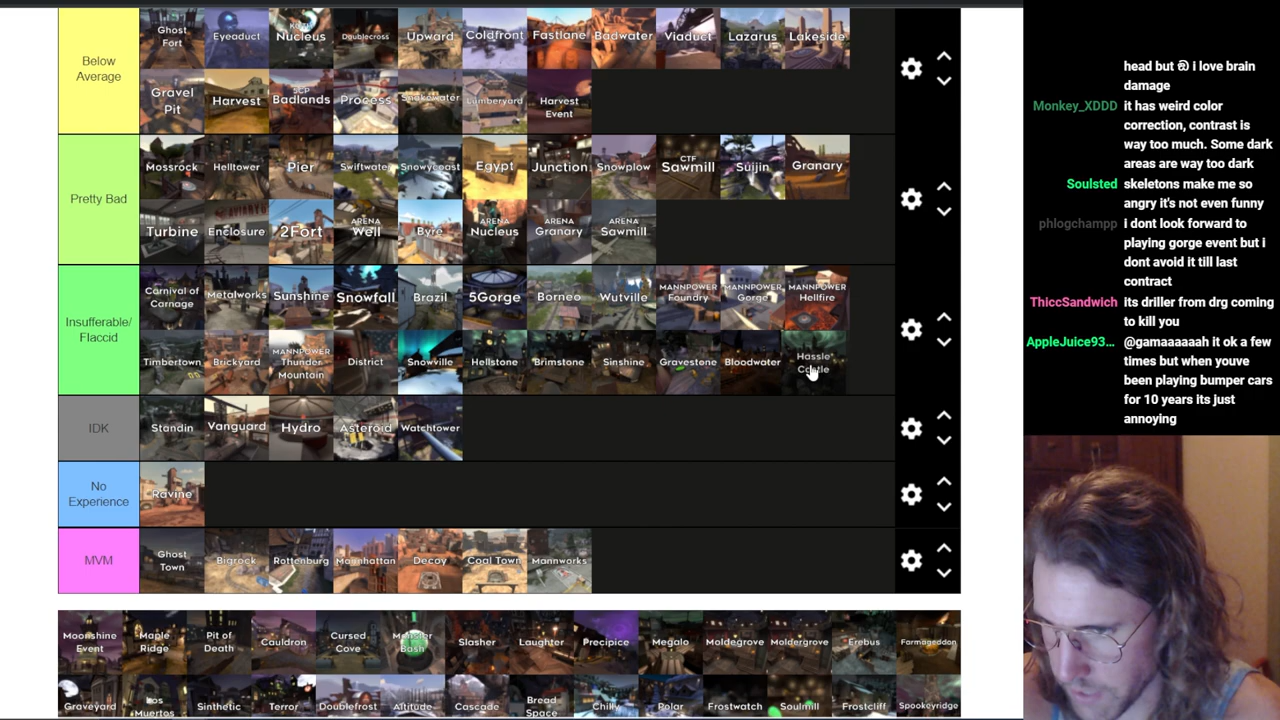 Below
Average
Ghost
Fort
Eyeaduct
KOTH
Nucleus
Doublecross
Upward
Coldfront
Fastlane
Badwater
Viaduct
Lazarus
Lakeside
Gravel
Pit
Harvest
5CP
Badlands
Process
Snakewater
Lumberyard
Harvest
Event
Pretty Bad
Mossrock
Helltower
Pier
Swiftwater
Snowycoast
Egypt
Junction
Snowplow
CTF
Sawmill
Suijin
Granary
Turbine
Enclosure
2Fort
ARENA
Well
Byre
ARENA
Nucleus
ARENA
Granary
ARENA
Sawmill
Insufferable/
Flaccid
Carnival of
Carnage
Metalworks
Sunshine
Snowfall
Brazil
5Gorge
Borneo
Wutville
MANNPOWER
Foundry
MANNPOWER
Gorge
MANNPOWER
Hellfire
Timbertown
Brickyard
MANNPOWER
Thunder
Mountain
District
Snowville
Hellstone
Brimstone
Sinshine
Gravestone
Bloodwater
Hassle
Castle
IDK
Standin
Vanguard
Hydro
Asteroid
Watchtower
No
Experience
Ravine
MVM
Ghost
Town
Bigrock
Rottenburg
Mannhattan
Decoy
Coal Town
Mannworks
Moonshine
Event
Maple
Ridge
Pit of
Death
Cauldron
Cursed
Cove
Monster
Bash
Slasher
Laughter
Precipice
Megalo
Moldegrove
Moldergrove
Erebus
Farmageddon
Graveyard
Los
Muertos
Sinthetic
Terror
Doublefrost
Altitude
Cascade
Bread
Space
Chilly
Polar
Frostwatch
Soulmill
Frostcliff
Spookeyridge
head but i love brain
damage
Monkey_XDDD it has weird color
correction, contrast is
way too much. Some dark
areas are way too dark
Soulsted skeletons make me so
angry it's not even funny
phlogchampp i dont look forward to
playing gorge event but i
dont avoid it till last
contract
ThiccSandwich its driller from drg coming
to kill you
AppleJuice93... @gamaaaaaah it ok a few
times but when youve
been playing bumper cars
for 10 years its just
annoying